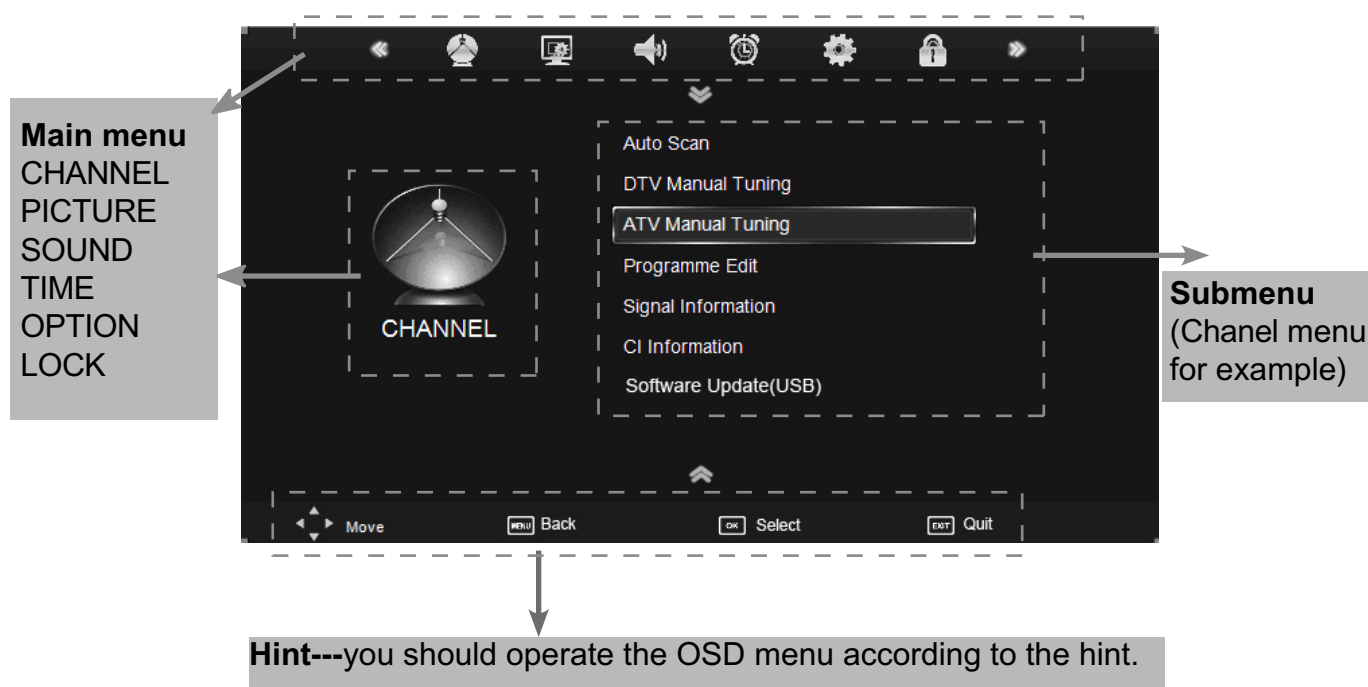 Main menu
CHANNEL
PICTURE
SOUND
TIME
OPTION
LOCK
CHANNEL
Auto Scan
DTV Manual Tuning
ATV Manual Tuning
Programme Edit
Signal Information
CI Information
Software Update(USB)
Submenu
(Chanel menu
for example)
Move
MENU Back
OK Select
EXIT Quit
Hint---you should operate the OSD menu according to the hint.